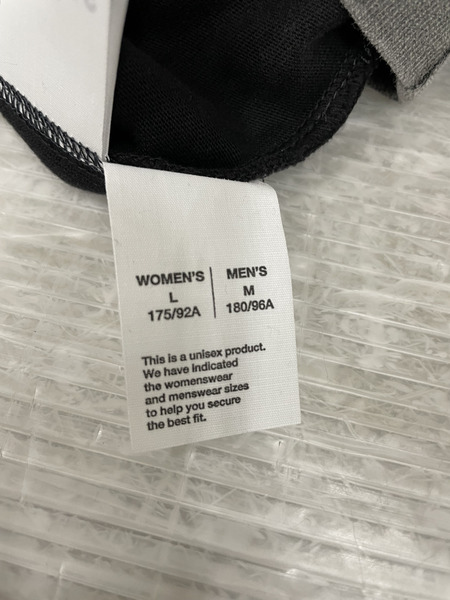 WOMEN'S | MEN'S
L | M
175/92A | 180/96A
This is a unisex product.
We have indicated
the womenswear
and menswear sizes
to help you secure
the best fit.